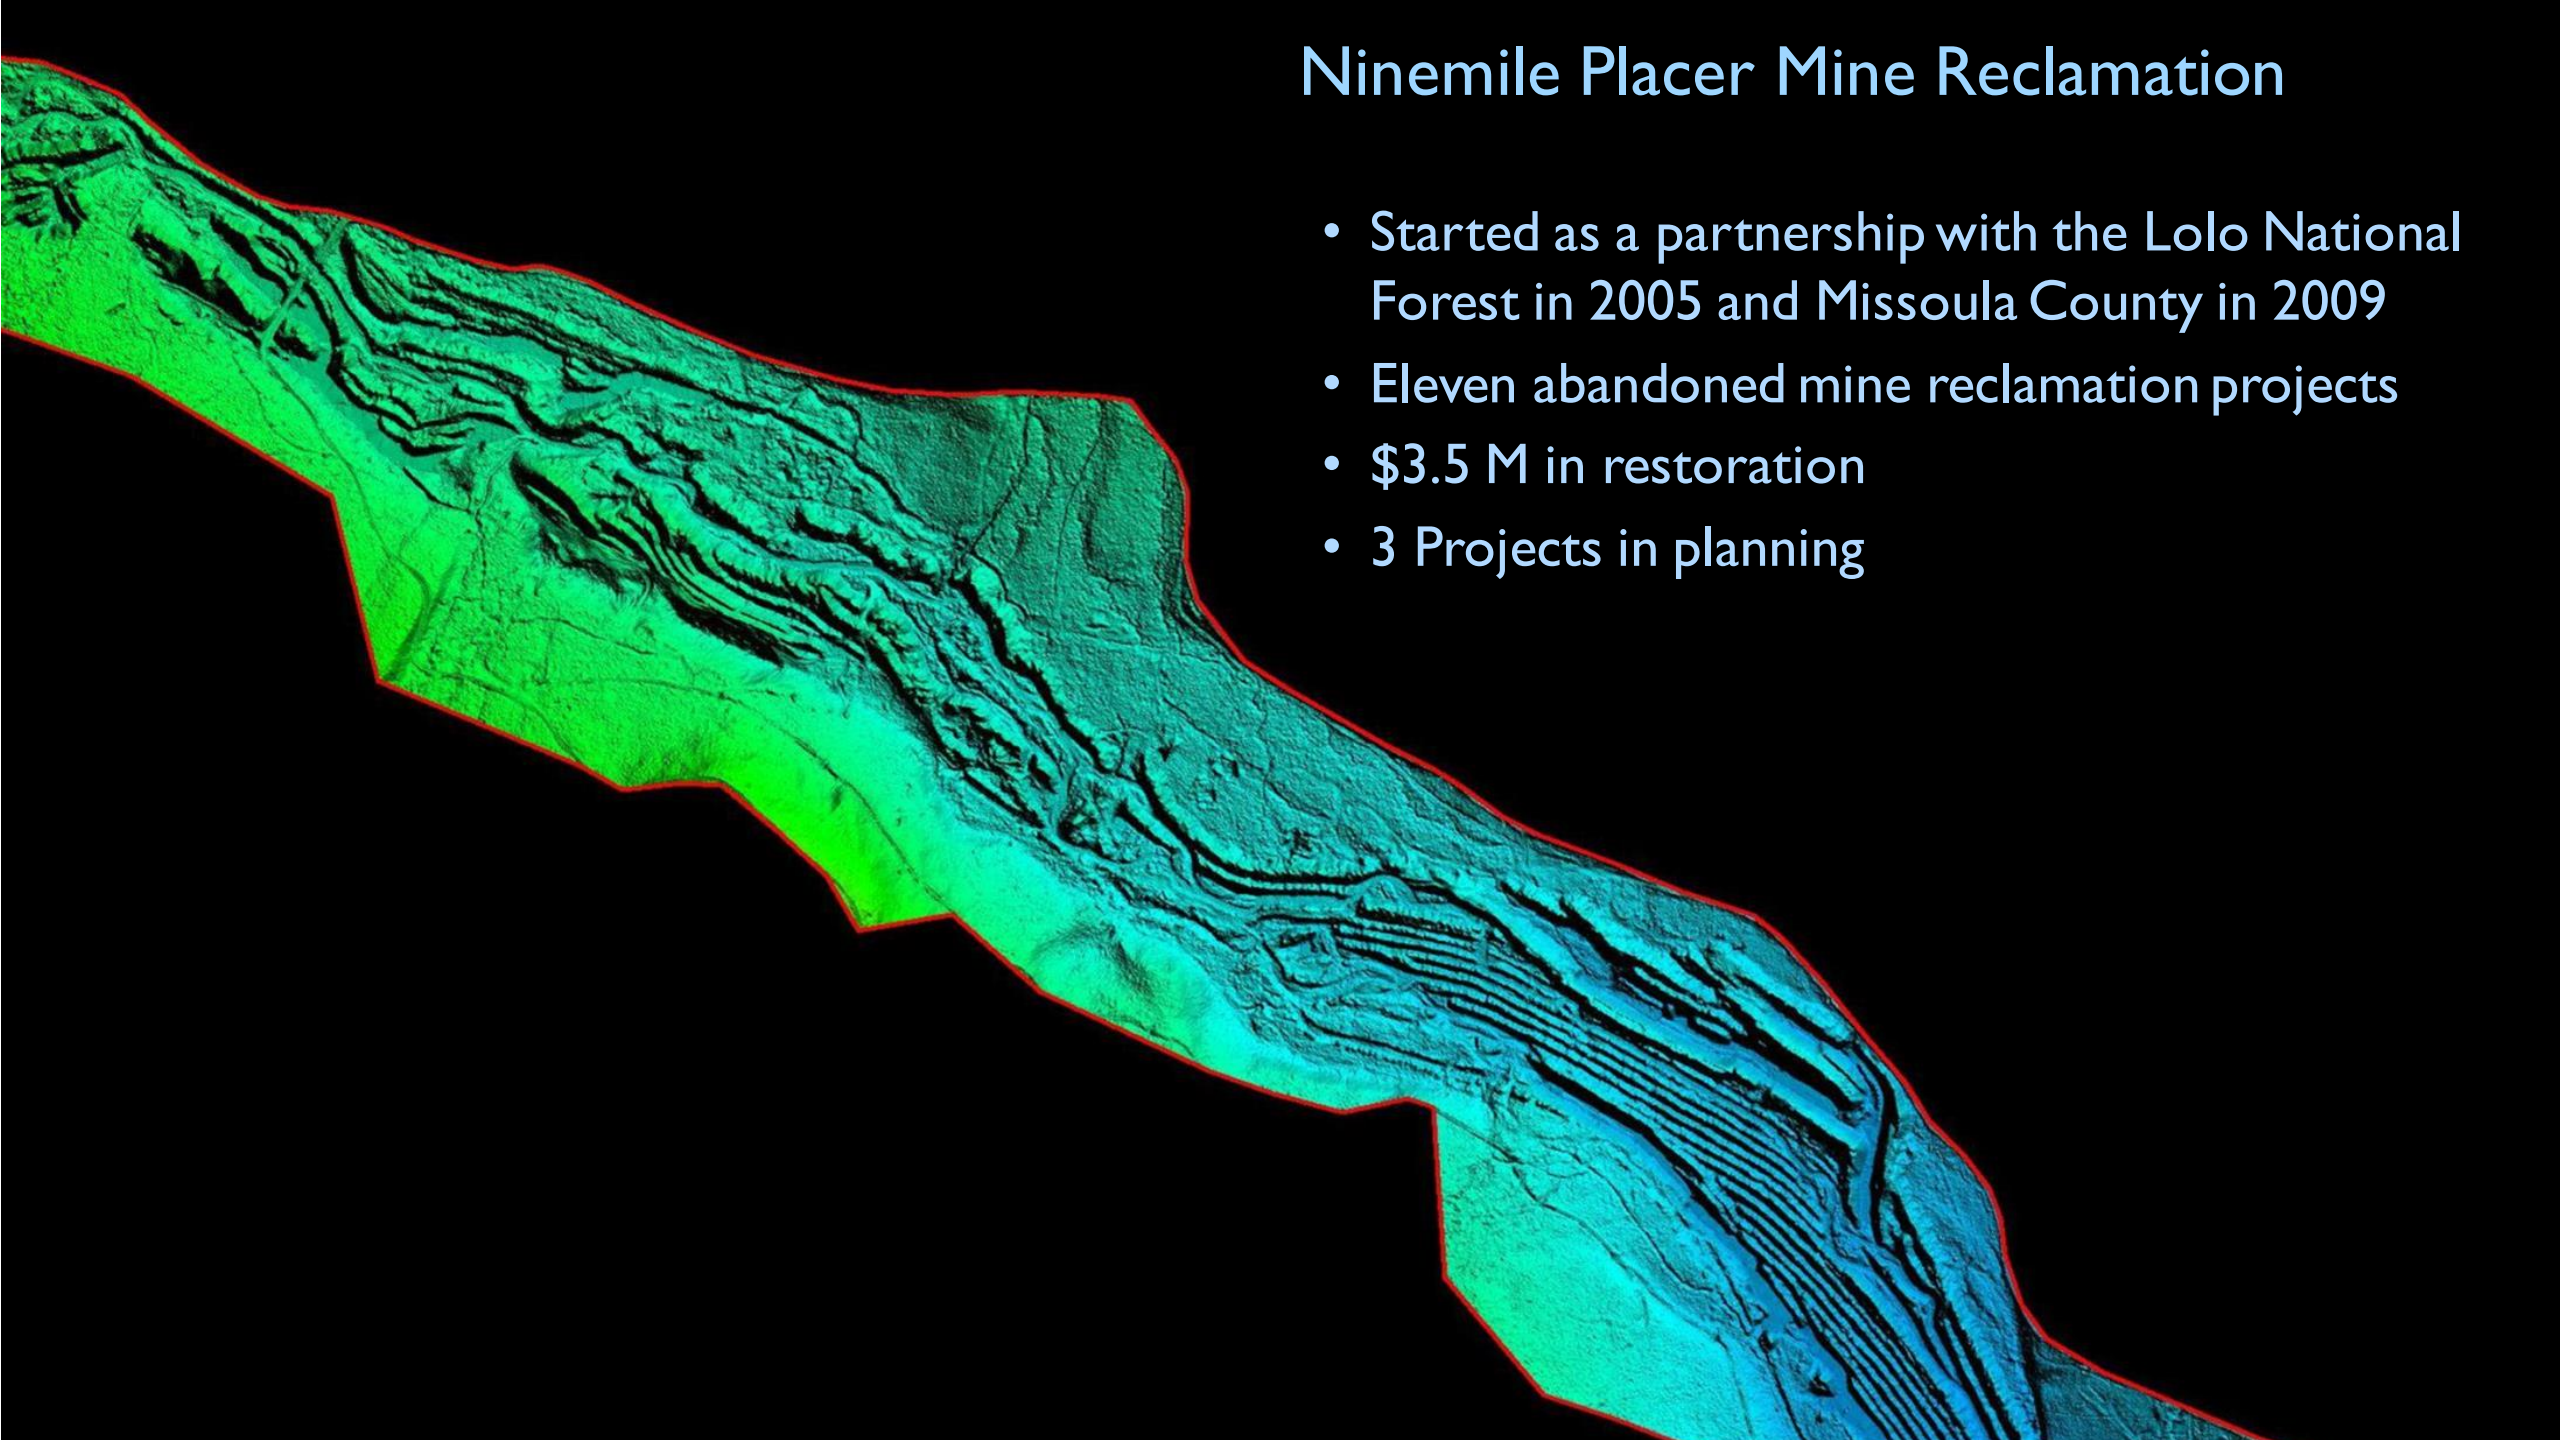 Ninemile Placer Mine Reclamation
• Started as a partnership with the Lolo National
Forest in 2005 and Missoula County in 2009
• Eleven abandoned mine reclamation projects
• $3.5 M in restoration
• 3 Projects in planning